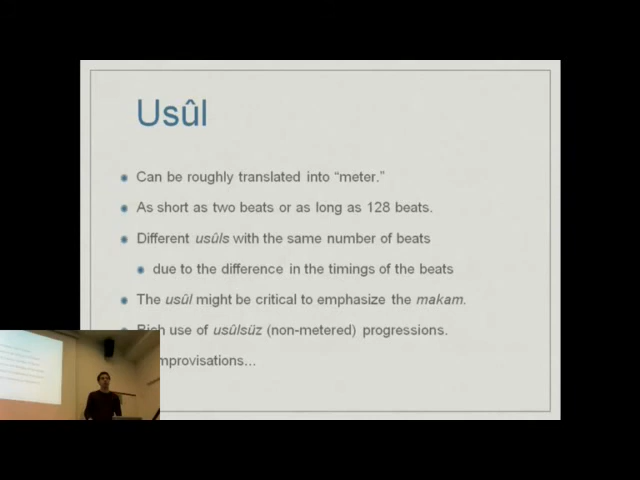 Usûl
Can be roughly translated into “meter.”
As short as two beats or as long as 128 beats.
Different usûls with the same number of beats
due to the difference in the timings of the beats
The usûl might be critical to emphasize the makam.
use of usûlsüz (non-metered) progressions.